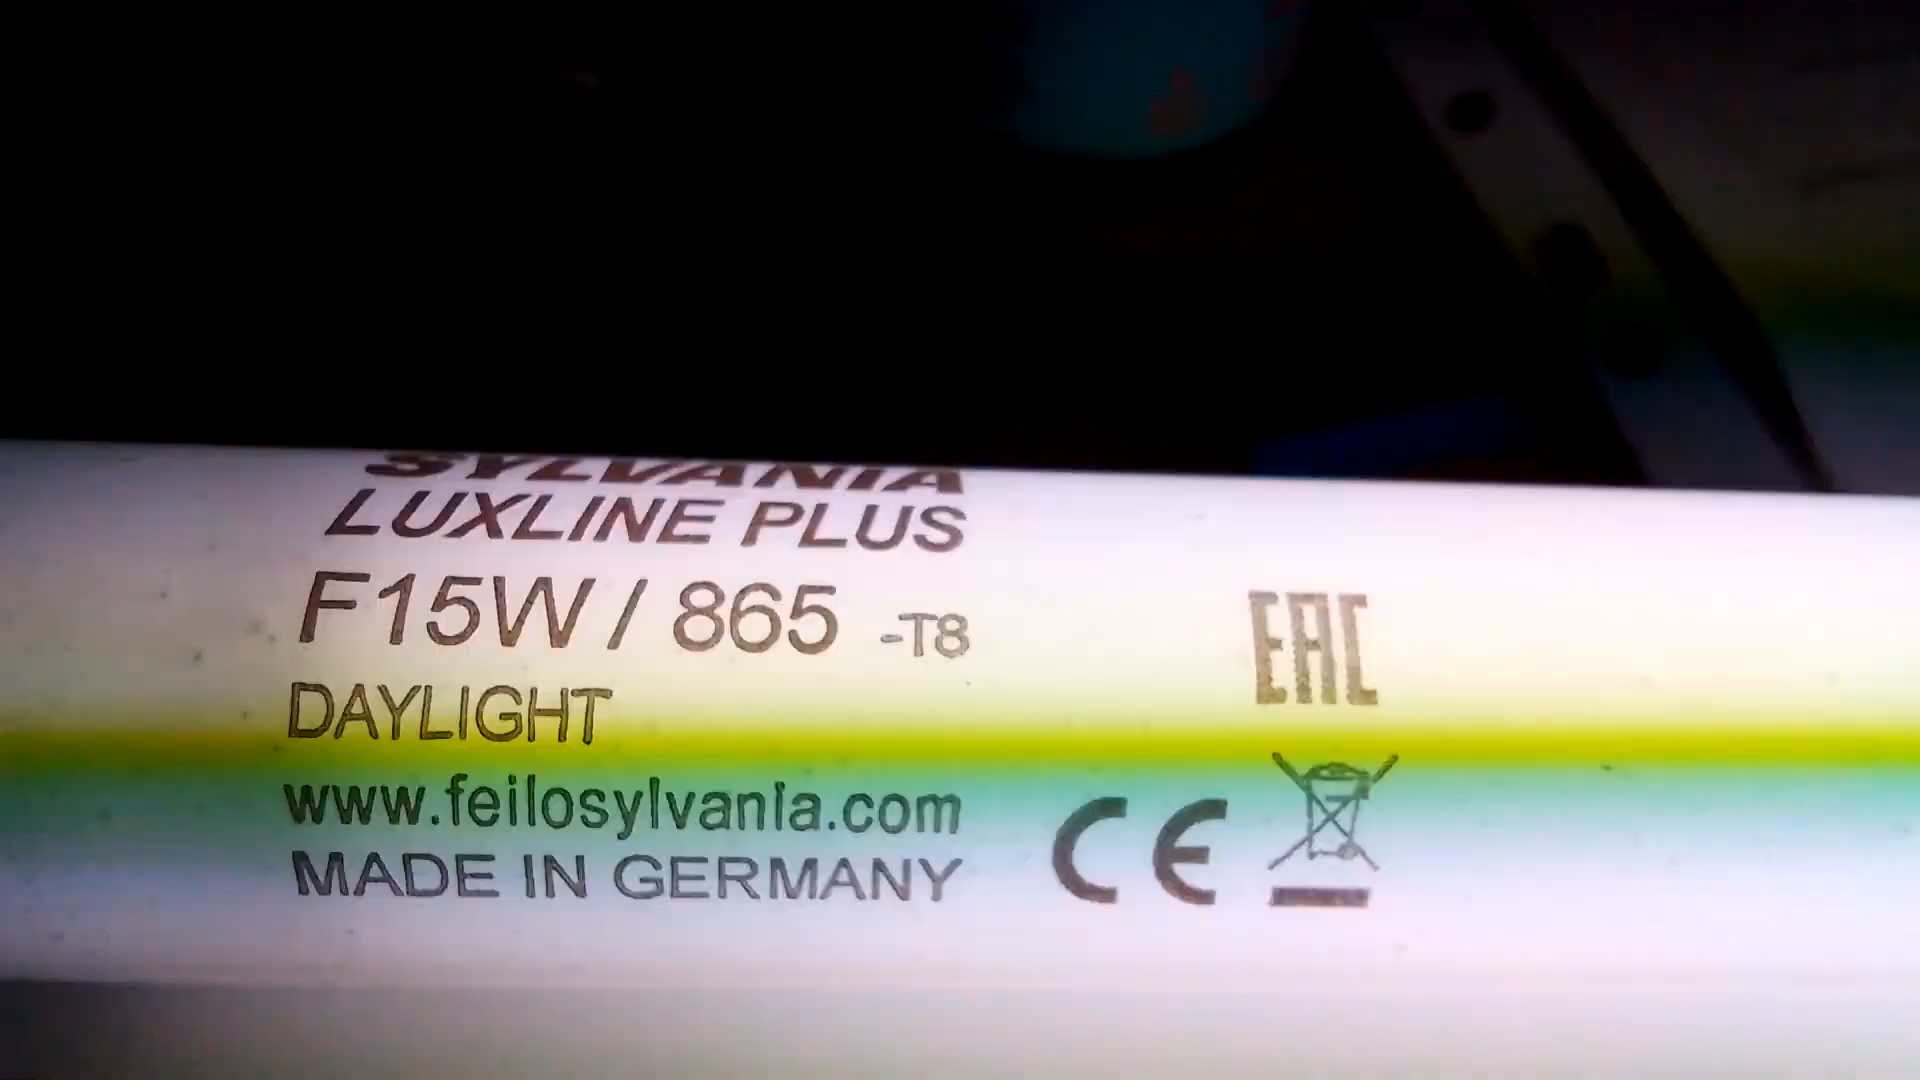 SYLVANIA
LUXLINE PLUS
F15W / 865 -T8
DAYLIGHT
www.feilosylvania.com
MADE IN GERMANY
EAC
CE